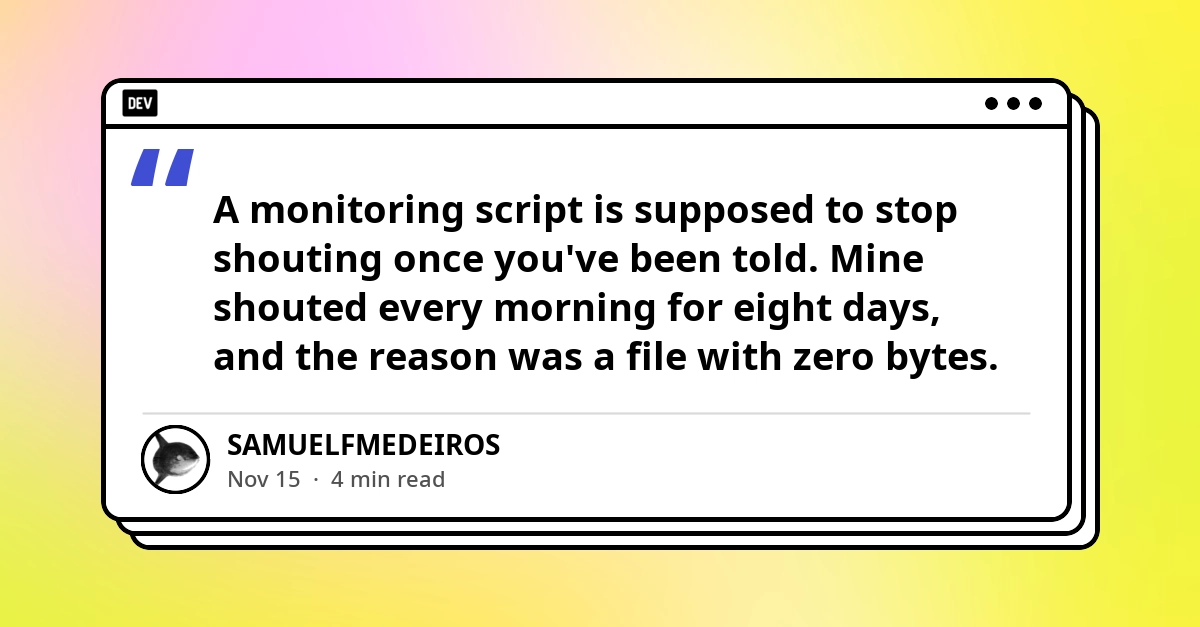 DEV
“
A monitoring script is supposed to stop
shouting once you've been told. Mine
shouted every morning for eight days,
and the reason was a file with zero bytes.
SAMUELFMEDEIROS
Nov 15 · 4 min read